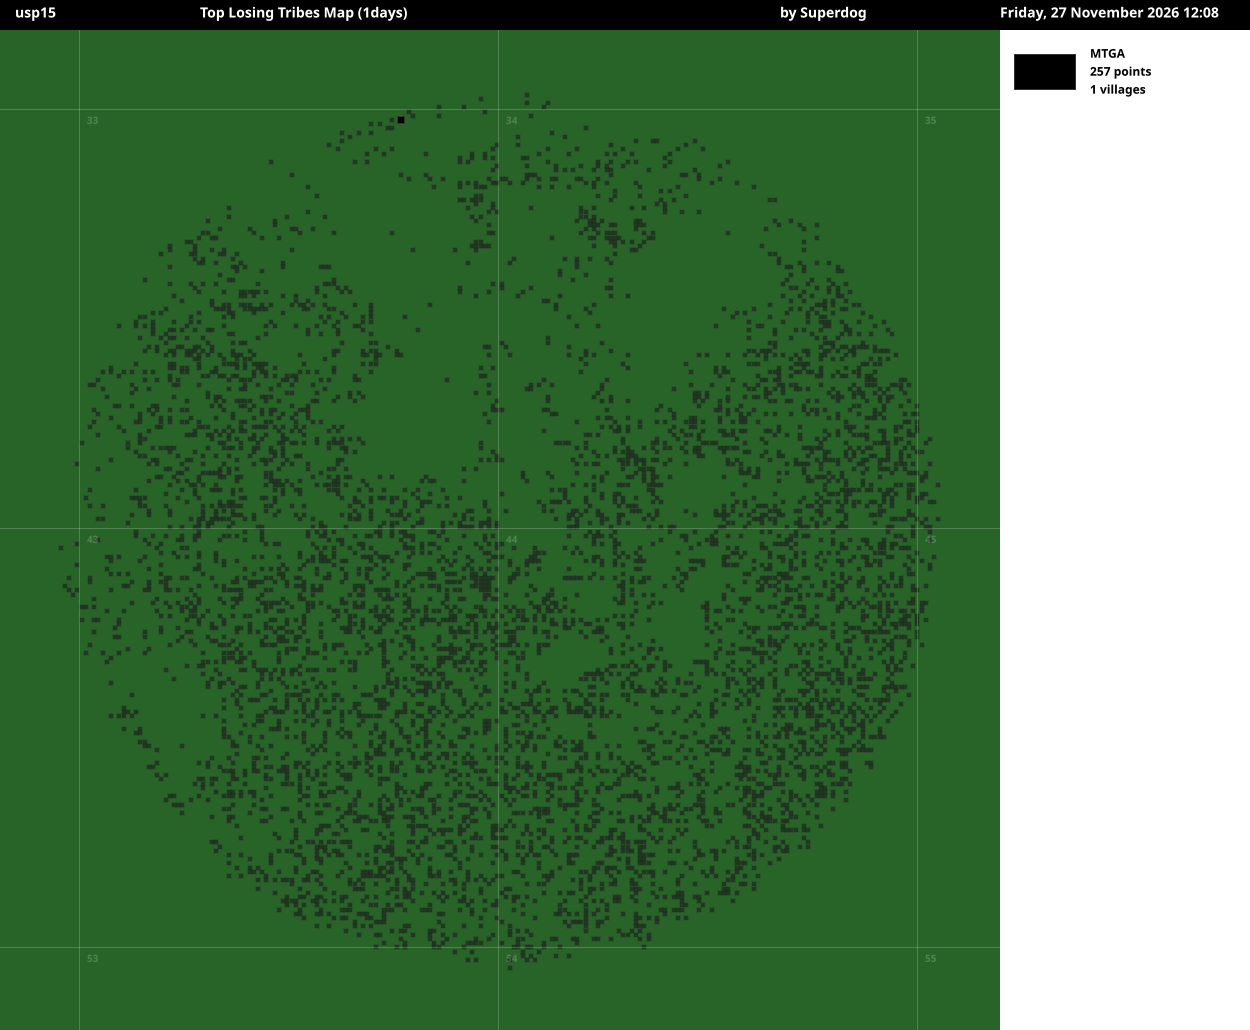 usp15
Top Losing Tribes Map (1days)
by Superdog
Friday, 27 November 2026 12:08
MTGA
257 points
1 villages
33
34
35
43
44
45
53
54
55